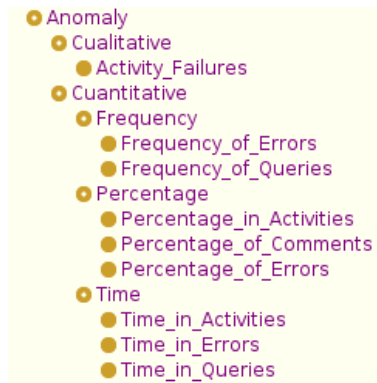 Anomaly
Cualitative
Activity_Failures
Cuantitative
Frequency
Frequency_of_Errors
Frequency_of_Queries
Percentage
Percentage_in_Activities
Percentage_of_Comments
Percentage_of_Errors
Time
Time_in_Activities
Time_in_Errors
Time_in_Queries